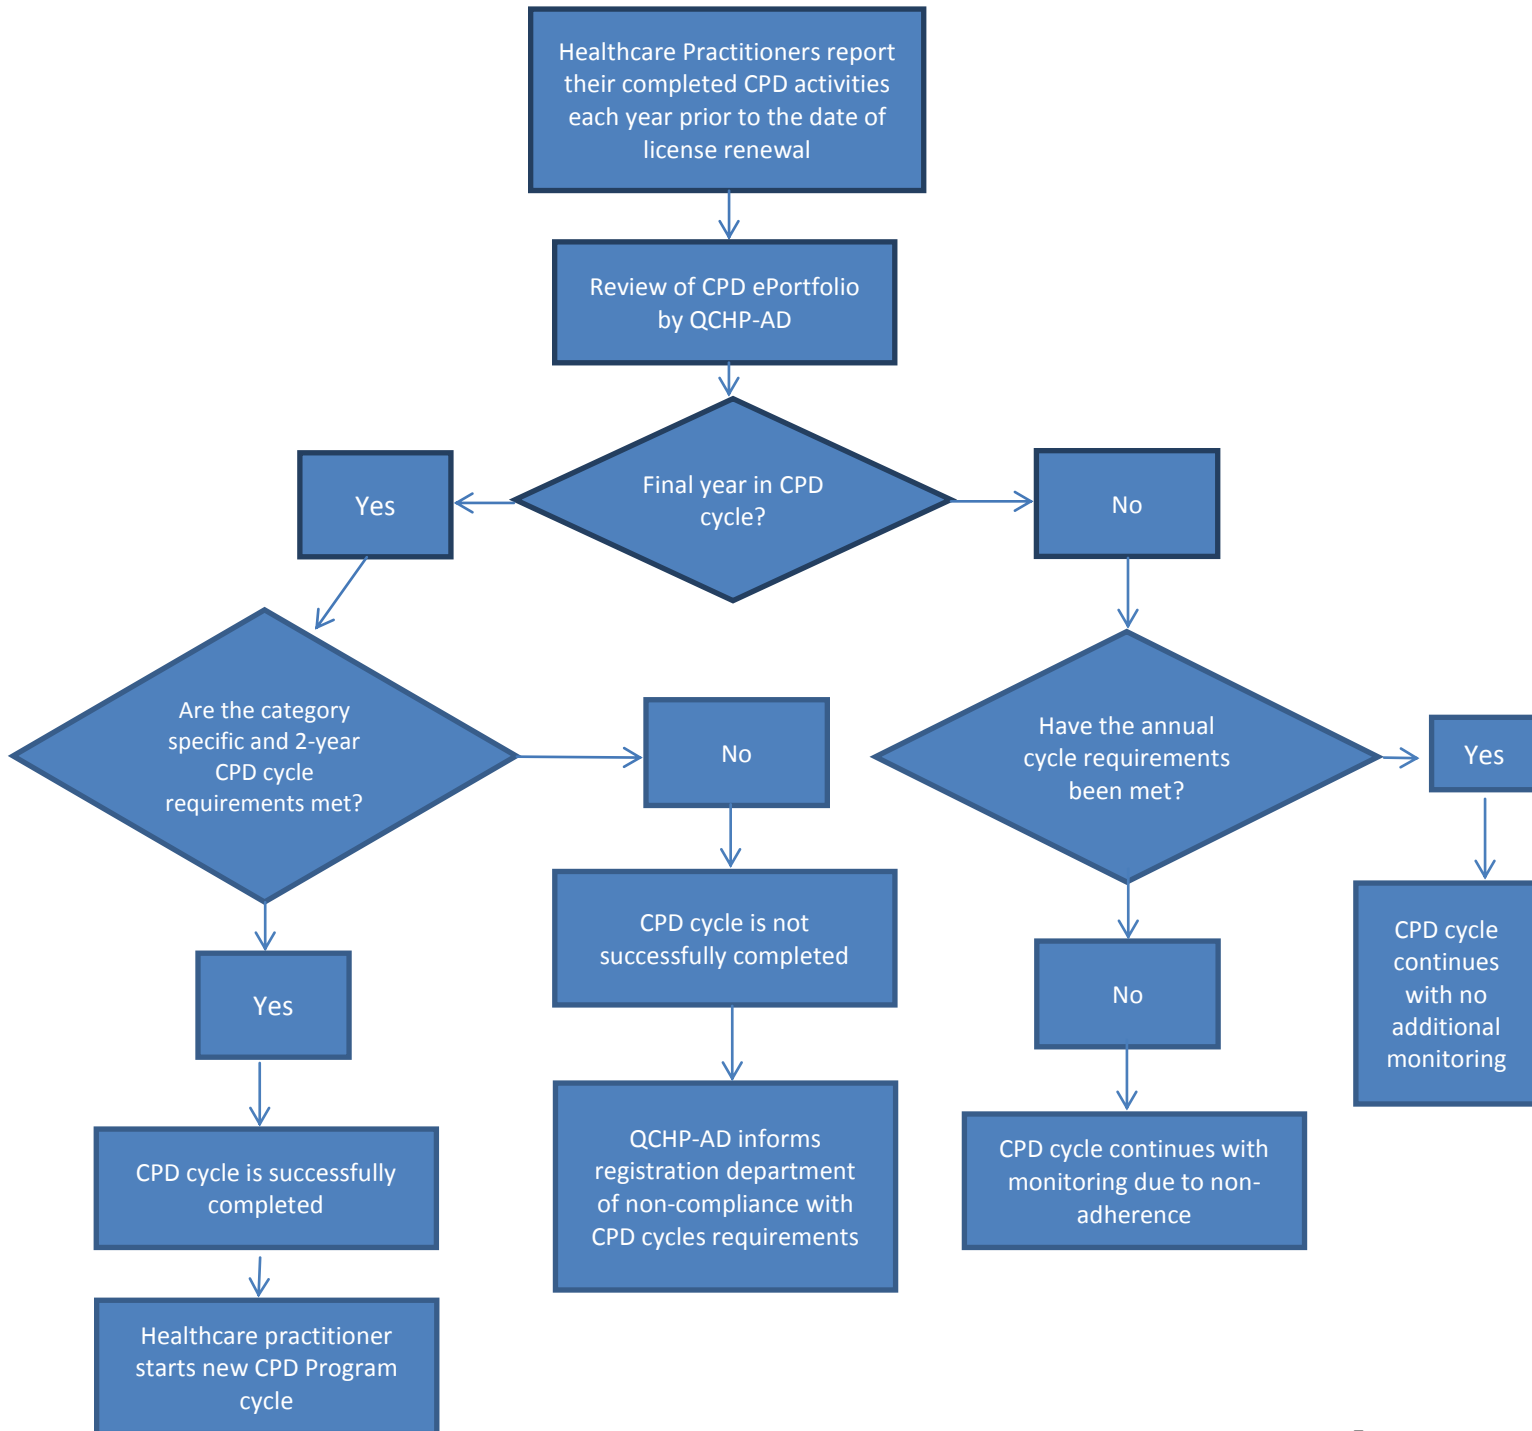 Healthcare Practitioners report
their completed CPD activities
each year prior to the date of
license renewal
Review of CPD ePortfolio
by QCHP-AD
Final year in CPD
cycle?
Yes
No
Are the category
specific and 2-year
CPD cycle
requirements met?
No
Have the annual
cycle requirements
been met?
Yes
CPD cycle is not
successfully completed
CPD cycle
continues
with no
additional
monitoring
Yes
No
QCHP-AD informs
registration department
of non-compliance with
CPD cycles requirements
CPD cycle is successfully
completed
CPD cycle continues with
monitoring due to non-
adherence
Healthcare practitioner
starts new CPD Program
cycle